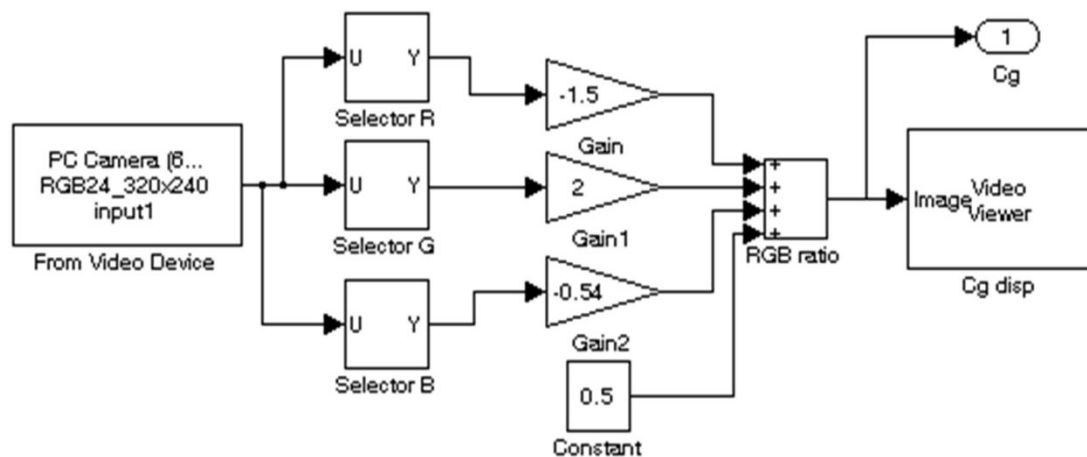 PC Camera (6...
RGB24_320x240
input1
From Video Device
U Y
Selector R
U Y
Selector G
U Y
Selector B
-1.5
Gain
2
Gain1
-0.54
Gain2
0.5
Constant
+
+
+
+
RGB ratio
1
Cg
Image
Video
Viewer
Cg disp